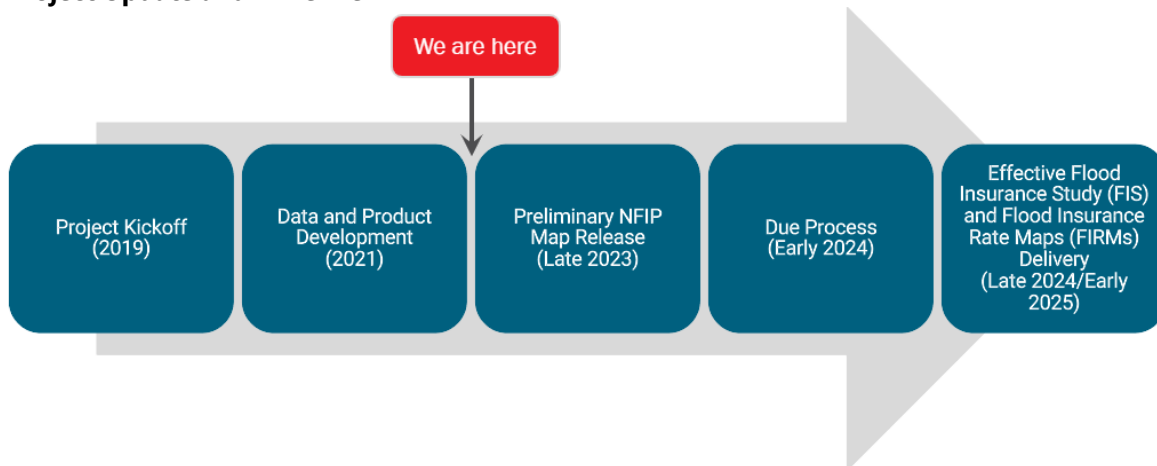 We are here
Project Kickoff
(2019)
Data and Product
Development
(2021)
Preliminary NFIP
Map Release
(Late 2023)
Due Process
(Early 2024)
Effective Flood
Insurance Study (FIS)
and Flood Insurance
Rate Maps (FIRMs)
Delivery
(Late 2024/Early
2025)